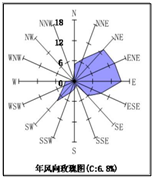 N
18
NNW
NNE
NW
12
NE
WNW
6
ENE
W
0
E
WSW
ESE
SW
SE
SSW
SSE
S
年风向玫瑰图(C:6.8%)